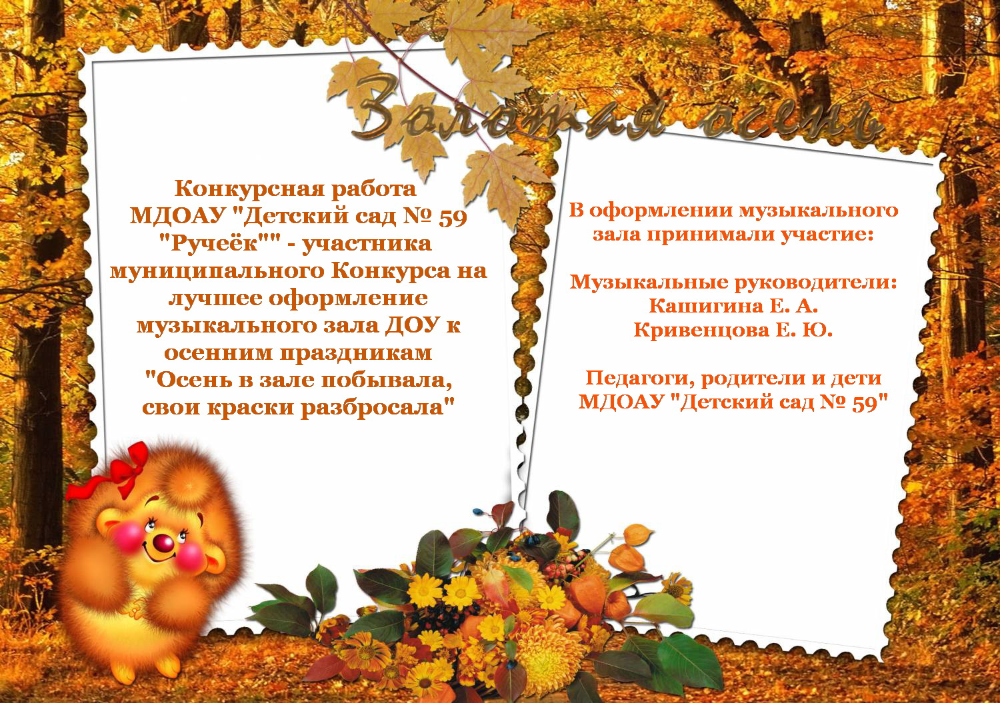 Золотая осень
Конкурсная работа
МДОАУ "Детский сад № 59
"Ручеёк"" - участника
муниципального Конкурса на
лучшее оформление
музыкального зала ДОУ к
осенним праздникам
"Осень в зале побывала,
свои краски разбросала"
В оформлении музыкального
зала принимали участие:
Музыкальные руководители:
Кашигина Е. А.
Кривенцова Е. Ю.
Педагоги, родители и дети
МДОАУ "Детский сад № 59"